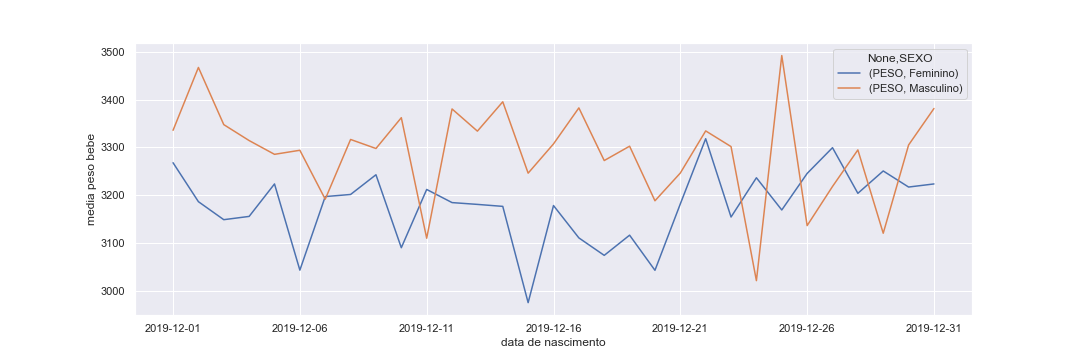 None,SEXO
(PESO, Feminino)
(PESO, Masculino)
3500
3400
3300
3200
3100
3000
media peso bebe
2019-12-01 2019-12-06 2019-12-11 2019-12-16 2019-12-21 2019-12-26 2019-12-31
data de nascimento